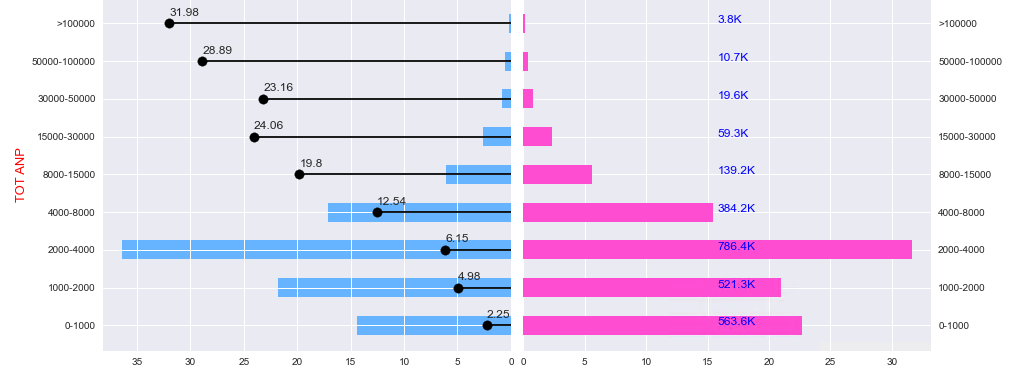 31.98
>100000
3.8K
>100000
28.89
50000-100000
10.7K
50000-100000
23.16
30000-50000
19.6K
30000-50000
24.06
15000-30000
59.3K
15000-30000
19.8
8000-15000
139.2K
8000-15000
TOT ANP
12.54
4000-8000
384.2K
4000-8000
6.15
2000-4000
786.4K
2000-4000
4.98
1000-2000
521.3K
1000-2000
2.25
0-1000
563.6K
0-1000
35 30 25 20 15 10 5 0 0 5 10 15 20 25 30